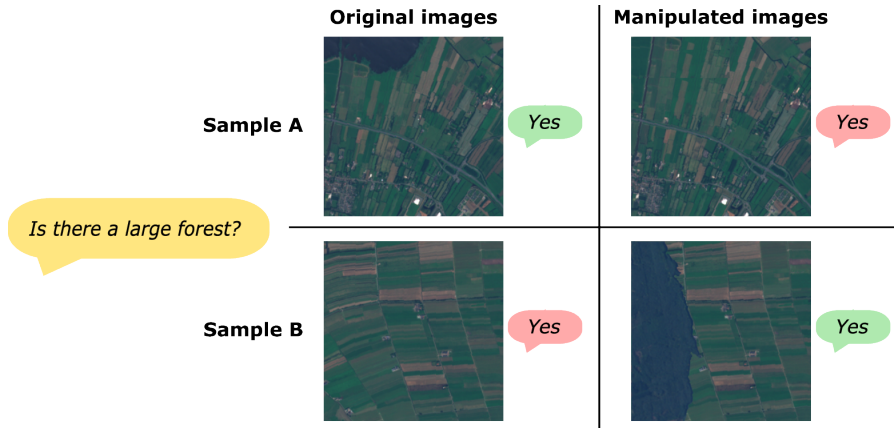 Original images
Manipulated images
Sample A
Yes
Yes
Is there a large forest?
Sample B
Yes
Yes